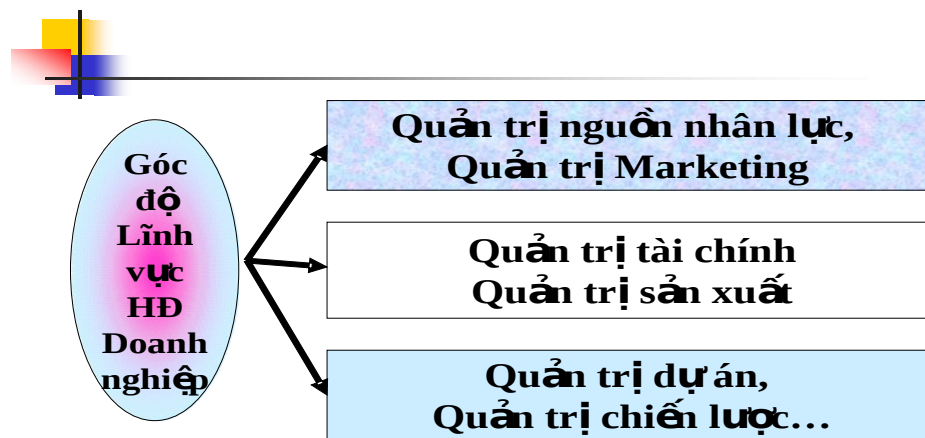 Góc
độ
Lĩnh
vực
HĐ
Doanh
nghiệp
Quản trị nguồn nhân lực,
Quản trị Marketing
Quản trị tài chính
Quản trị sản xuất
Quản trị dự án,
Quản trị chiến lược...